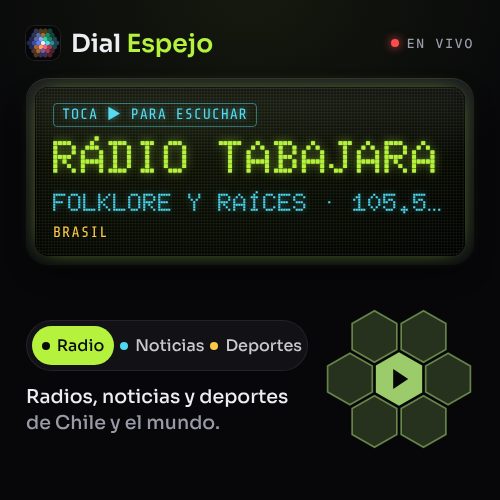 Dial Espejo
EN VIVO
TOCA ▶ PARA ESCUCHAR
RÁDIO TABAJARA
FOLKLORE Y RAÍCES · 105,5…
BRASIL
Radio Noticias Deportes
Radios, noticias y deportes
de Chile y el mundo.